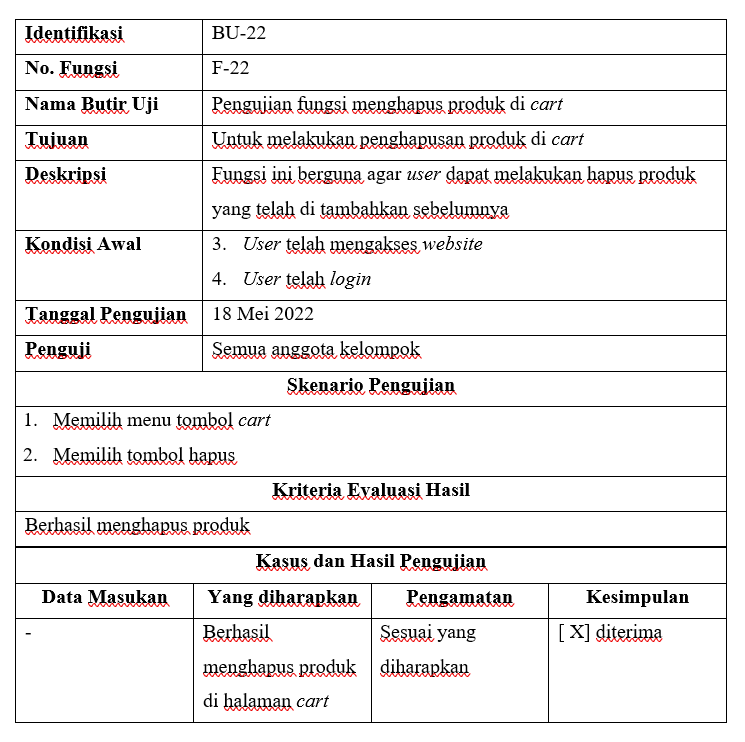 Identifikasi BU-22
No. Fungsi F-22
Nama Butir Uji Pengujian fungsi menghapus produk di cart
Tujuan Untuk melakukan penghapusan produk di cart
Deskripsi Fungsi ini berguna agar user dapat melakukan hapus produk
yang telah di tambahkan sebelumnya
Kondisi Awal 3. User telah mengakses website
4. User telah login
Tanggal Pengujian 18 Mei 2022
Penguji Semua anggota kelompok
Skenario Pengujian
1. Memilih menu tombol cart
2. Memilih tombol hapus
Kriteria Evaluasi Hasil
Berhasil menghapus produk
Kasus dan Hasil Pengujian
Data Masukan Yang diharapkan Pengamatan Kesimpulan
- Berhasil Sesuai yang [ X] diterima
menghapus produk diharapkan
di halaman cart